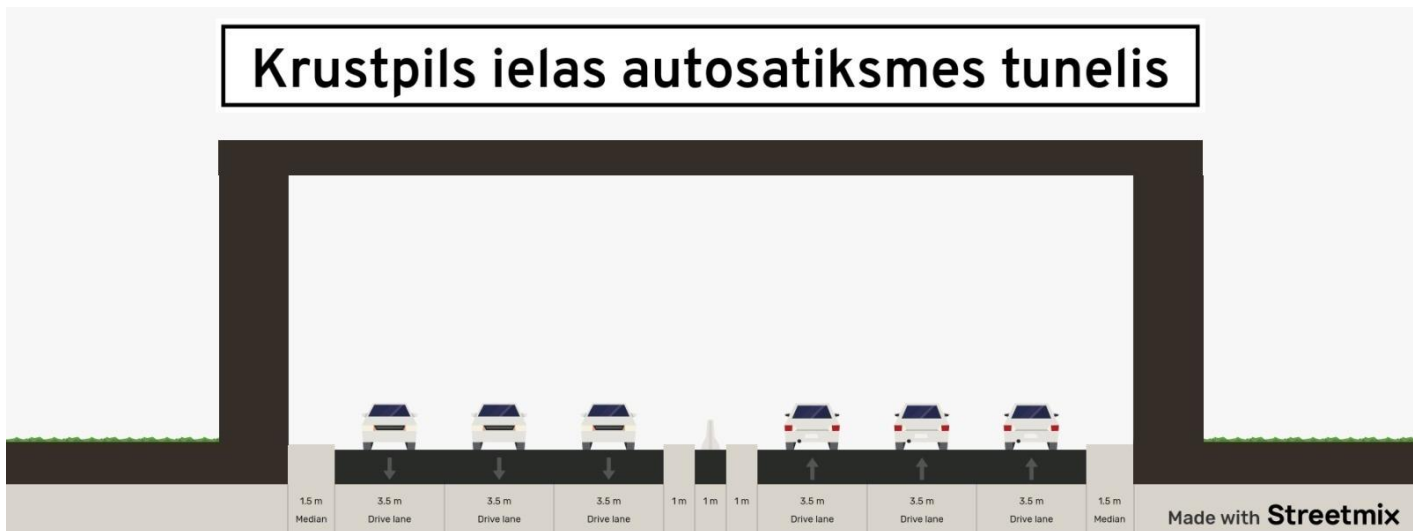 Krustpils ielas autosatiksmes tunelis
1.5 m 3.5 m 3.5 m 3.5 m 1 m 1 m 1 m 3.5 m 3.5 m 3.5 m 1.5 m
Median Drive lane Drive lane Drive lane Drive lane Drive lane Drive lane Median
Made with Streetmix